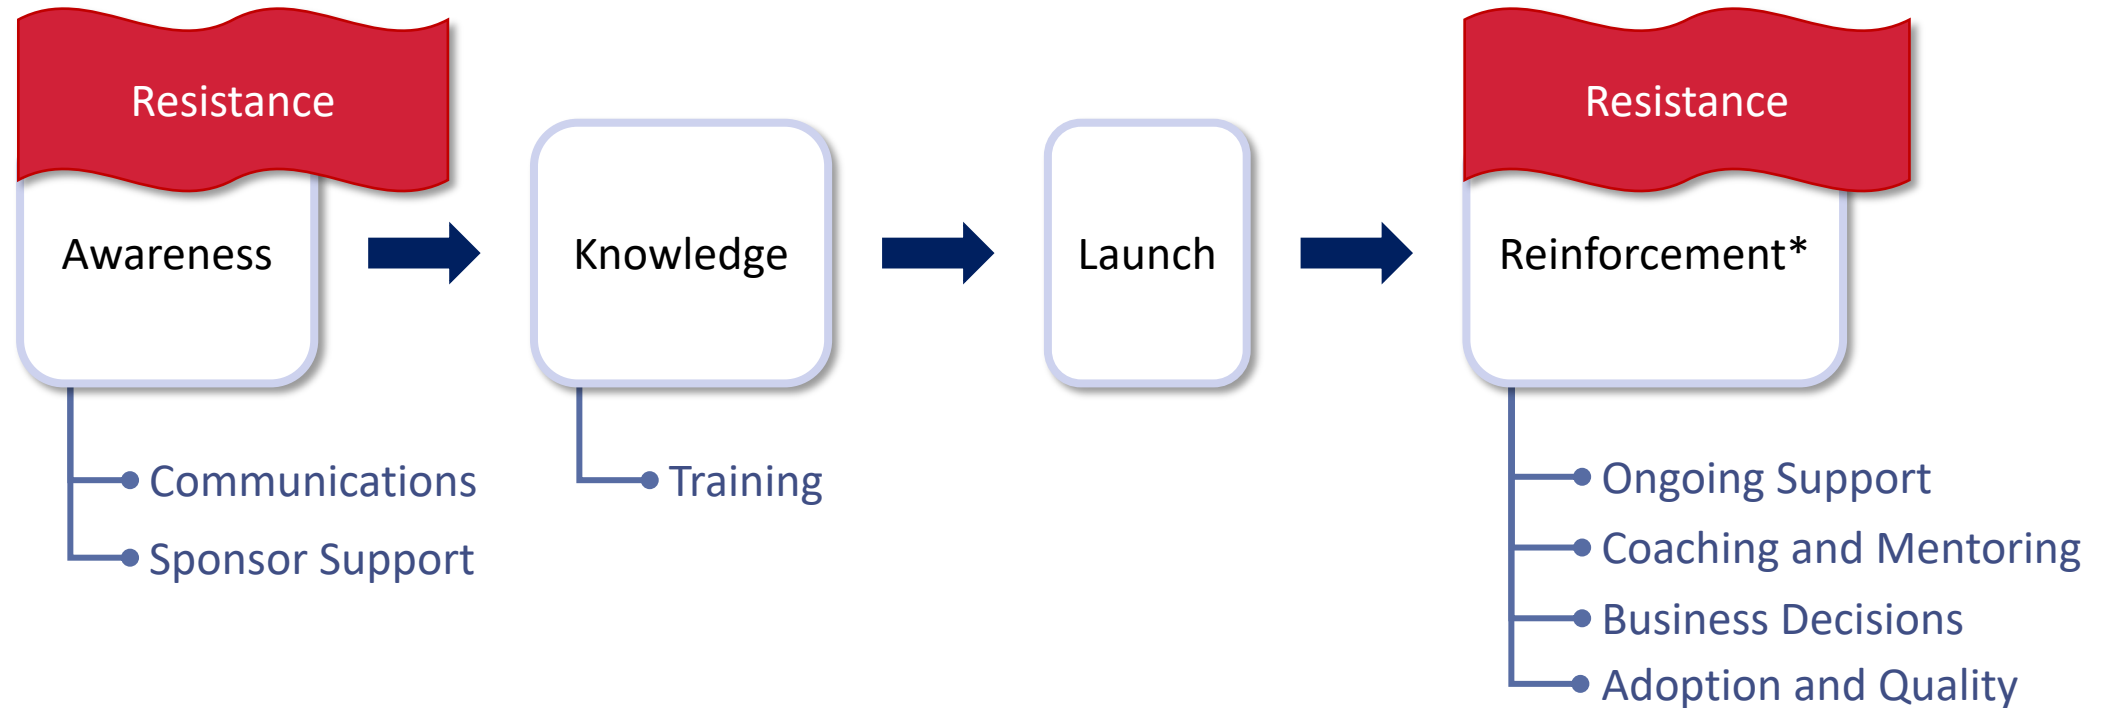 Resistance
Resistance
Awareness
Knowledge
Launch
Reinforcement*
Communications
Sponsor Support
Training
Ongoing Support
Coaching and Mentoring
Business Decisions
Adoption and Quality